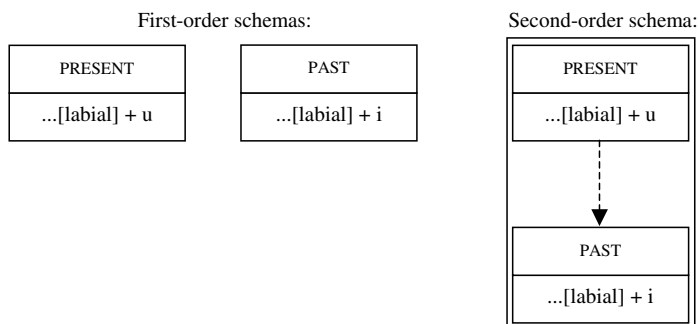 First-order schemas:
Second-order schema:
PRESENT
...[labial] + u
PAST
...[labial] + i
PRESENT
...[labial] + u
PAST
...[labial] + i